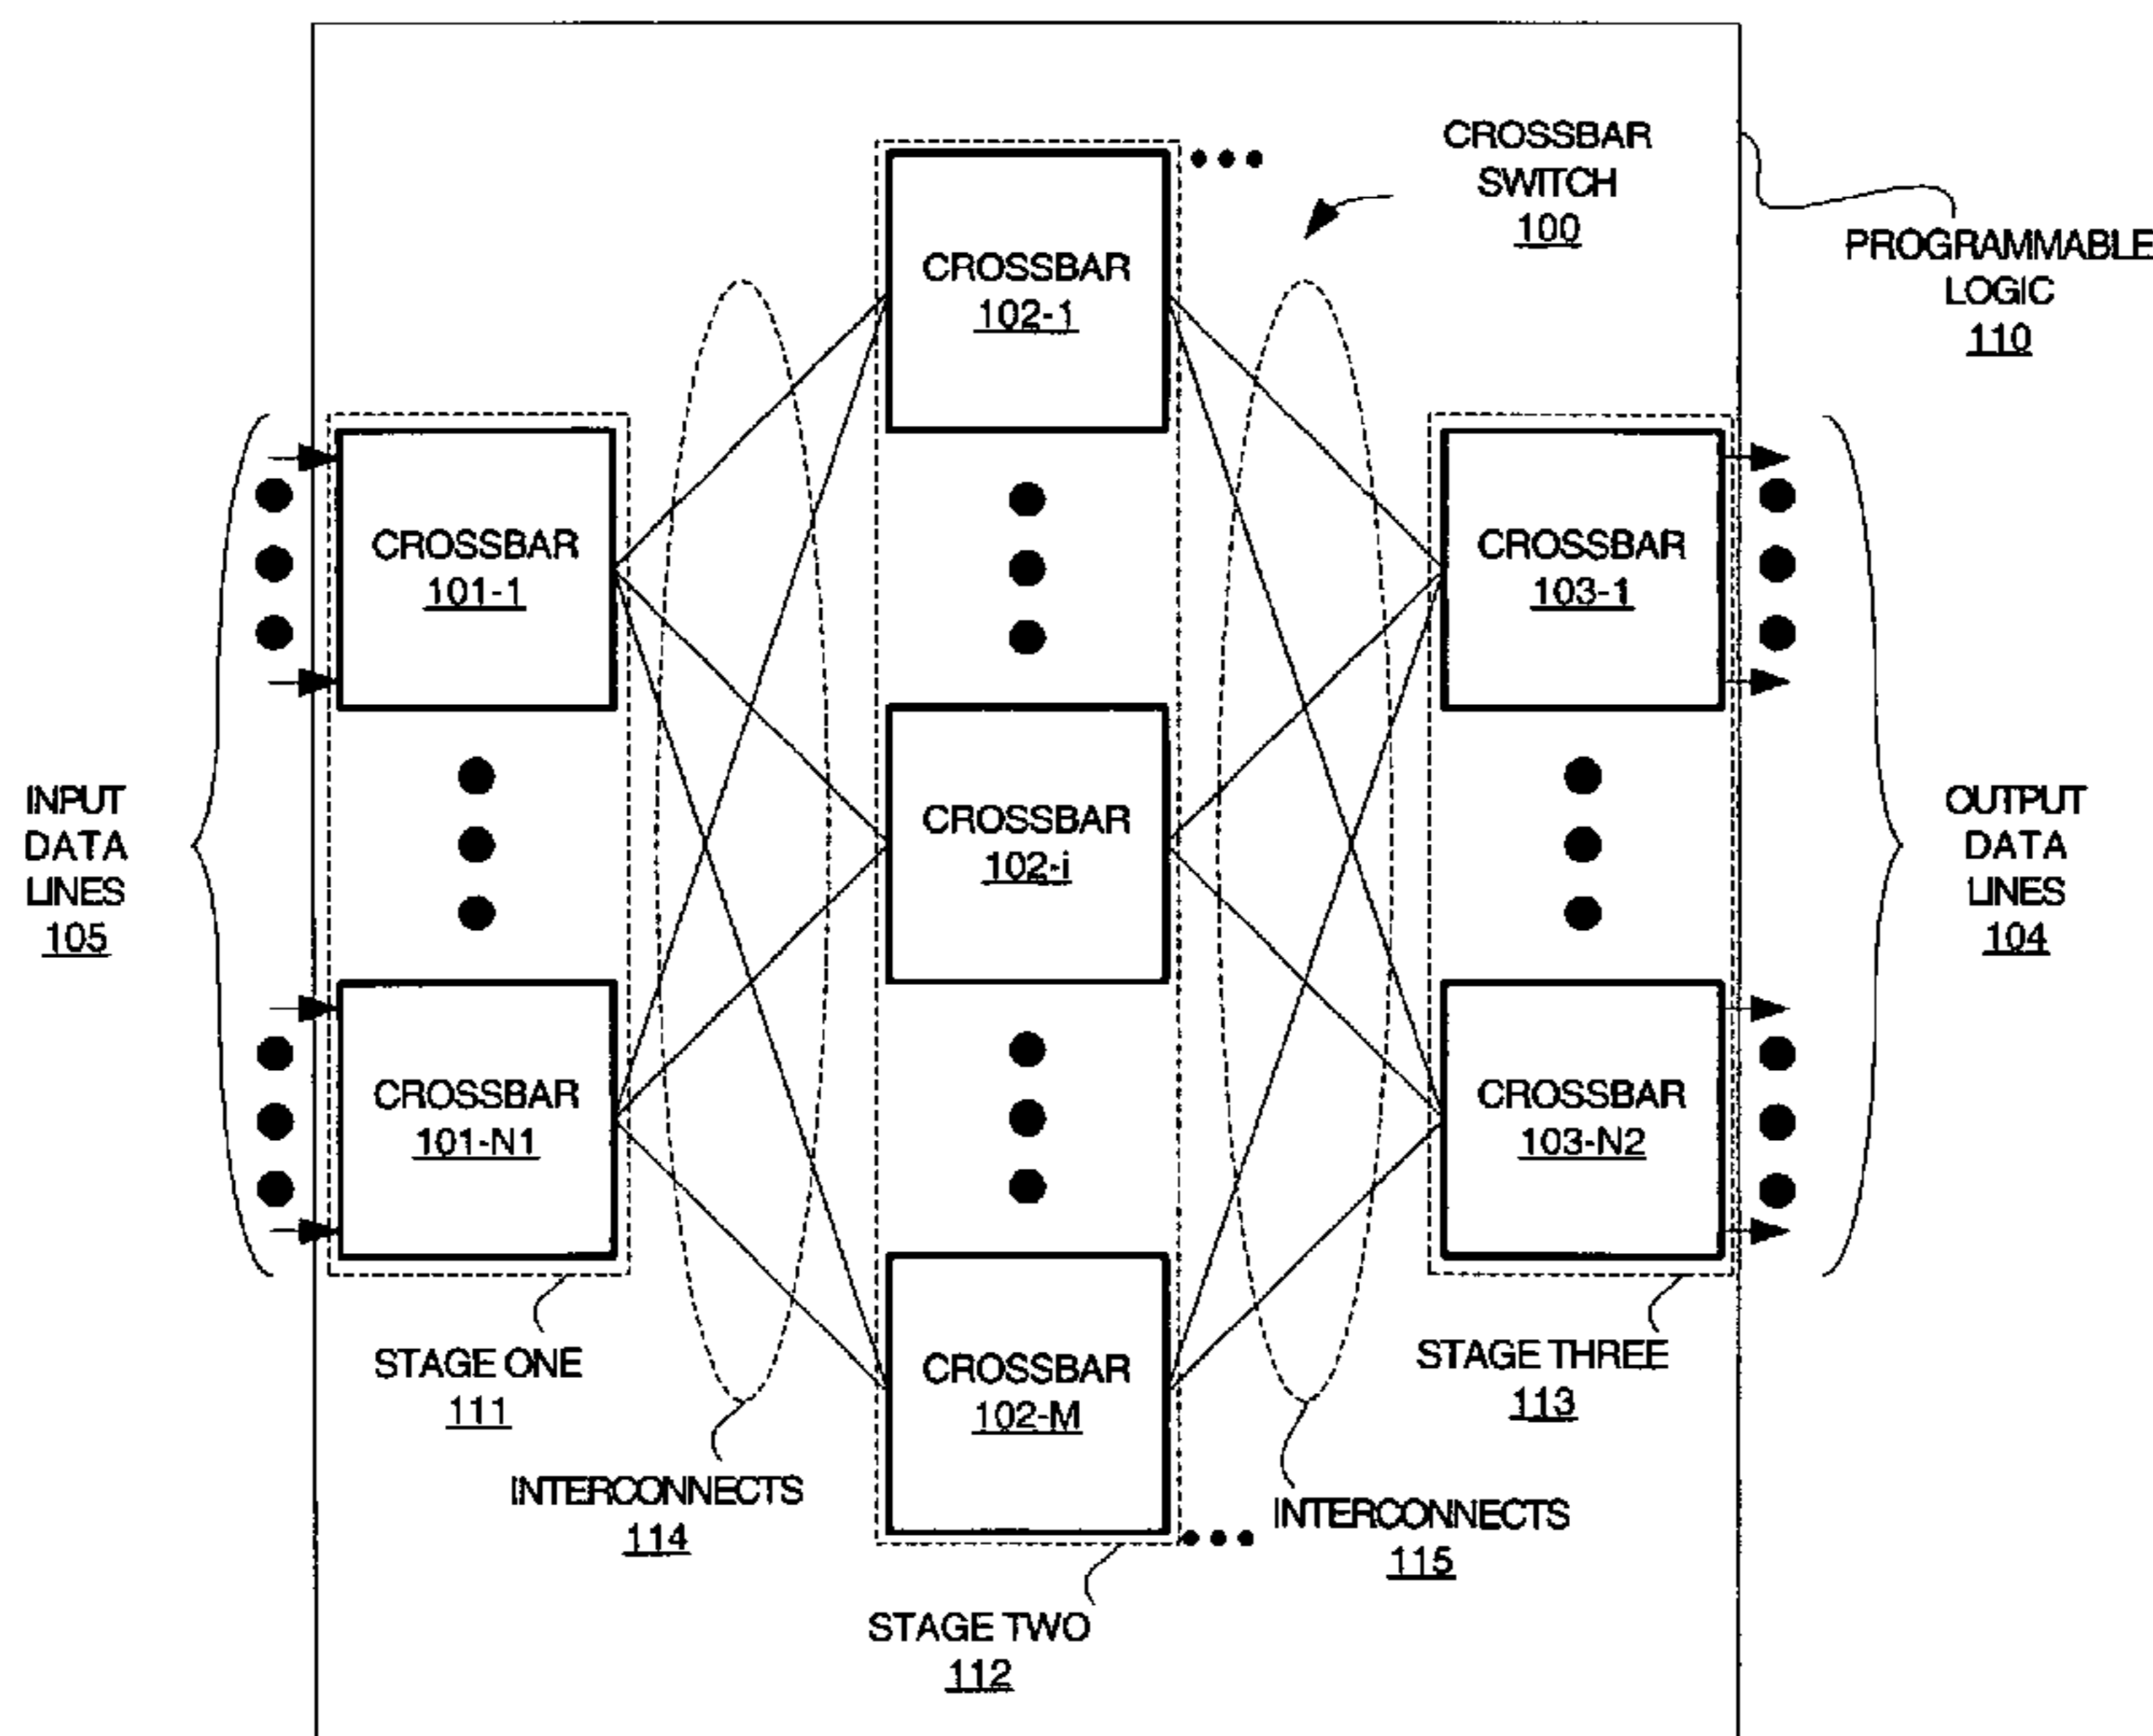 CROSSBAR
SWITCH
100
PROGRAMMABLE
LOGIC
110
CROSSBAR
102-1
CROSSBAR
101-1
CROSSBAR
103-1
INPUT
DATA
LINES
105
CROSSBAR
102-i
OUTPUT
DATA
LINES
104
CROSSBAR
101-N1
CROSSBAR
103-N2
STAGE ONE
111
CROSSBAR
102-M
STAGE THREE
113
INTERCONNECTS
114
INTERCONNECTS
115
STAGE TWO
112